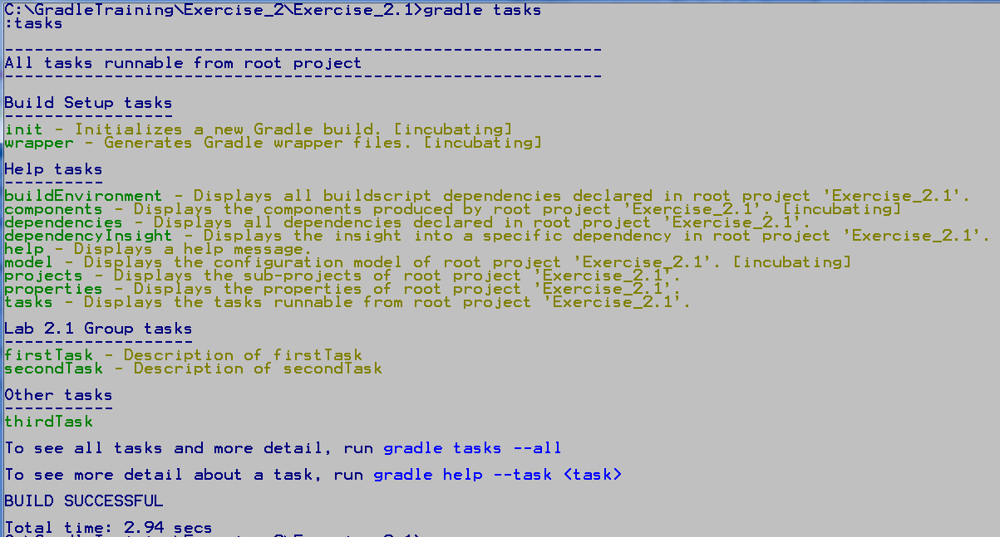 C:\GradleTraining\Exercise_2\Exercise_2.1>gradle tasks
:tasks
------------------------------------------------------------
All tasks runnable from root project
------------------------------------------------------------
Build Setup tasks
-----------------
init - Initializes a new Gradle build. [incubating]
wrapper - Generates Gradle wrapper files. [incubating]
Help tasks
----------
buildEnvironment - Displays all buildscript dependencies declared in root project 'Exercise_2.1'.
components - Displays the components produced by root project 'Exercise_2.1'. [incubating]
dependencies - Displays all dependencies declared in root project 'Exercise_2.1'.
dependencyInsight - Displays the insight into a specific dependency in root project 'Exercise_2.1'.
help - Displays a help message.
model - Displays the configuration model of root project 'Exercise_2.1'. [incubating]
projects - Displays the sub-projects of root project 'Exercise_2.1'.
properties - Displays the properties of root project 'Exercise_2.1'.
tasks - Displays the tasks runnable from root project 'Exercise_2.1'.
Lab 2.1 Group tasks
-------------------
firstTask - Description of firstTask
secondTask - Description of secondTask
Other tasks
-----------
thirdTask
To see all tasks and more detail, run gradle tasks --all
To see more detail about a task, run gradle help --task <task>
BUILD SUCCESSFUL
Total time: 2.94 secs